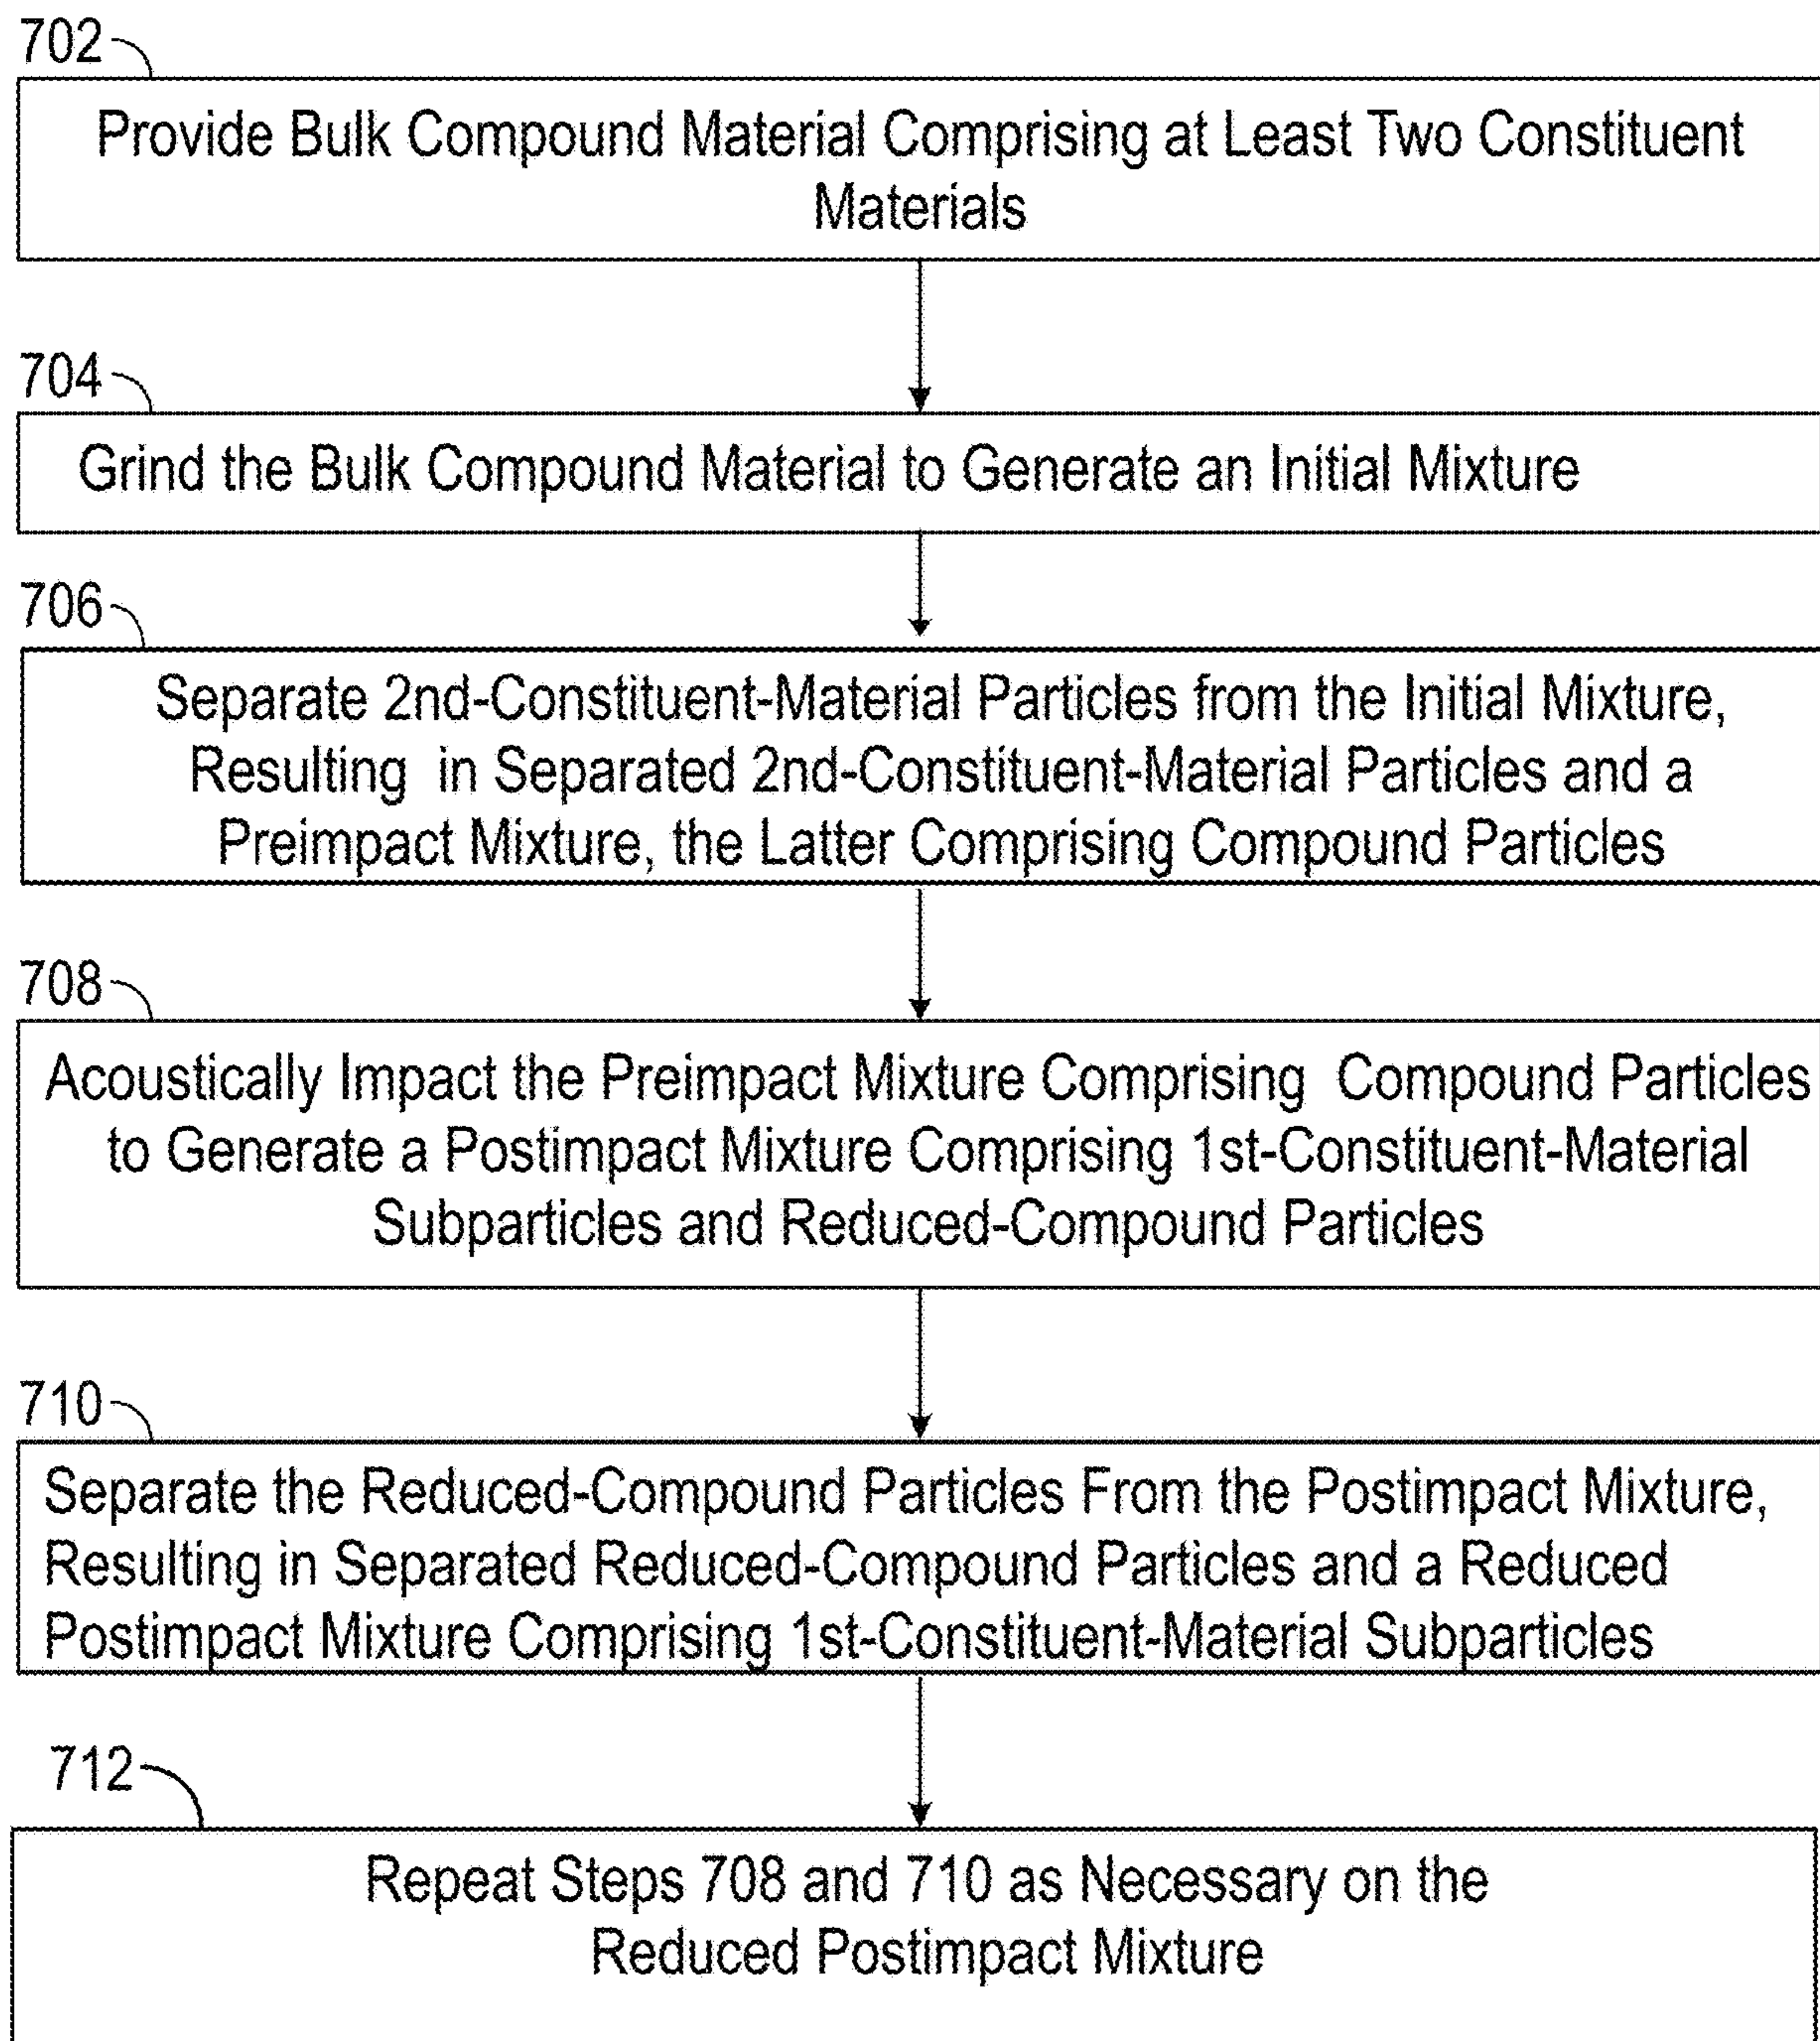 702
Provide Bulk Compound Material Comprising at Least Two Constituent
Materials
704
Grind the Bulk Compound Material to Generate an Initial Mixture
706
Separate 2nd-Constituent-Material Particles from the Initial Mixture,
Resulting in Separated 2nd-Constituent-Material Particles and a
Preimpact Mixture, the Latter Comprising Compound Particles
708
Acoustically Impact the Preimpact Mixture Comprising Compound Particles
to Generate a Postimpact Mixture Comprising 1st-Constituent-Material
Subparticles and Reduced-Compound Particles
710
Separate the Reduced-Compound Particles From the Postimpact Mixture,
Resulting in Separated Reduced-Compound Particles and a Reduced
Postimpact Mixture Comprising 1st-Constituent-Material Subparticles
712
Repeat Steps 708 and 710 as Necessary on the
Reduced Postimpact Mixture